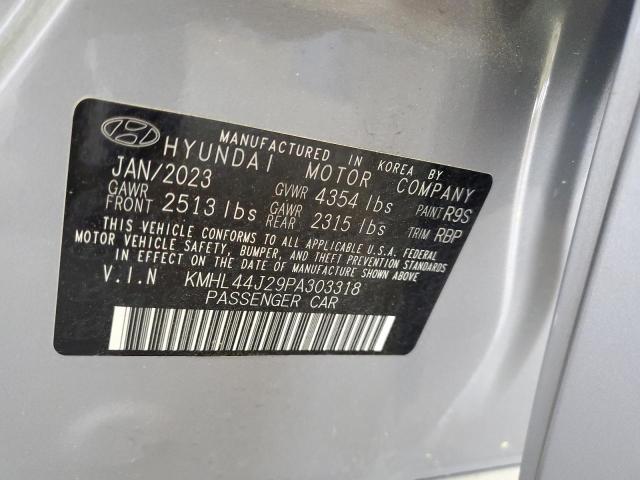 MANUFACTURED IN KOREA BY
HYUNDAI MOTOR COMPANY
JAN/2023 GVWR 4354 lbs PAINT R9S
GAWR FRONT 2513 lbs GAWR REAR 2315 lbs TRIM RBP
THIS VEHICLE CONFORMS TO ALL APPLICABLE U.S.A. FEDERAL
MOTOR VEHICLE SAFETY, BUMPER, AND THEFT PREVENTION STANDARDS
IN EFFECT ON THE DATE OF MANUFACTURE SHOWN ABOVE
V.I.N KMHL44J29PA303318
PASSENGER CAR